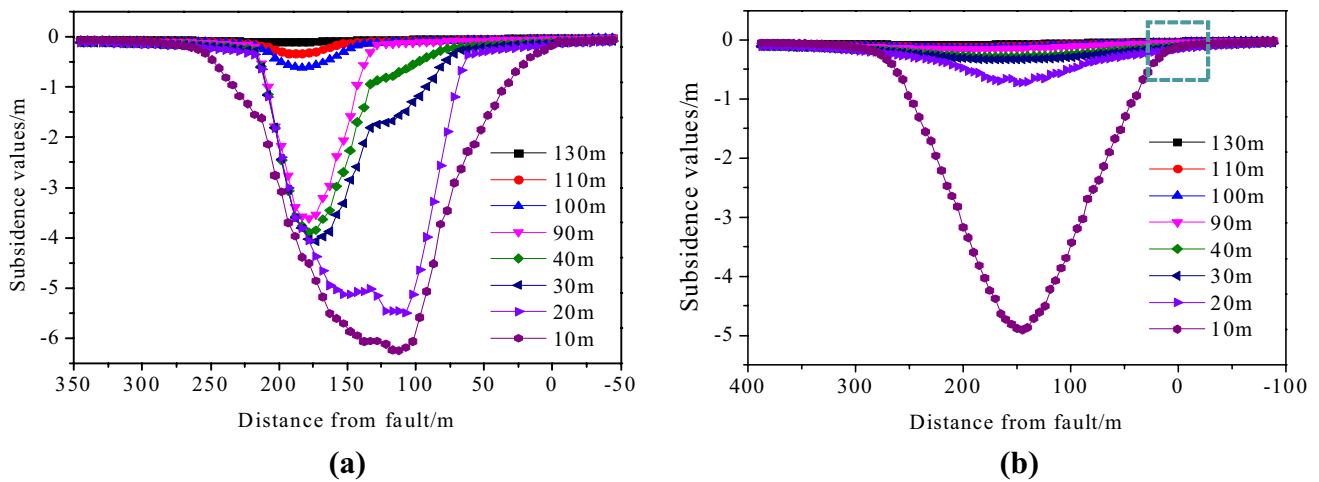 0
-1
-2
-3
-4
-5
-6
Subsidence values/m
130m
110m
100m
90m
40m
30m
20m
10m
350 300 250 200 150 100 50 0 -50
Distance from fault/m
(a)
0
-1
-2
-3
-4
-5
Subsidence values/m
130m
110m
100m
90m
40m
30m
20m
10m
400 300 200 100 0 -100
Distance from fault/m
(b)